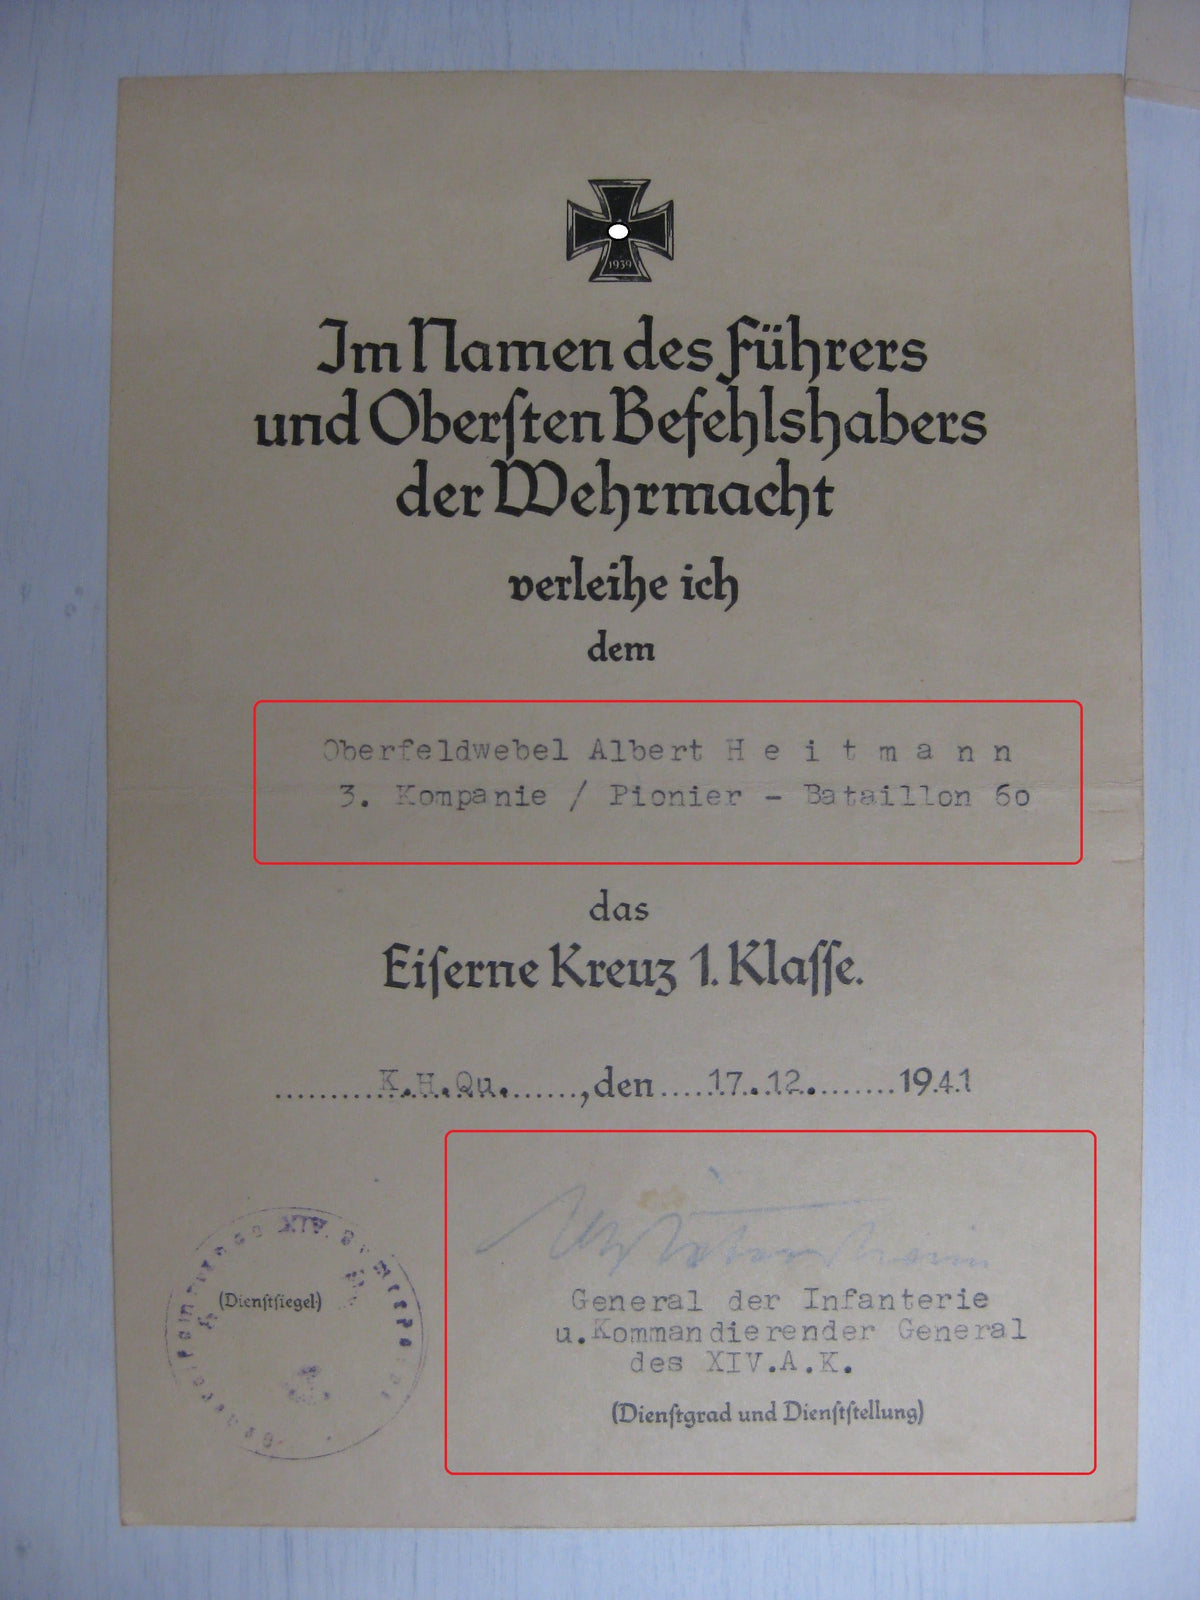 1939
Im Namen des Führers
und Oberſten Befehlshabers
der Wehrmacht
verleihe ich
dem
Oberfeldwebel Albert H e i t m a n n
3. Kompanie / Pionier - Bataillon 60
das
Eiſerne Kreuz 1. Klaſſe.
K.H.Qu. , den 17.12. 1941
XIV.
(Dienſtſiegel)
General der Infanterie
u.Kommandierender General
des XIV.A.K.
(Dienſtgrad und Dienſtſtellung)